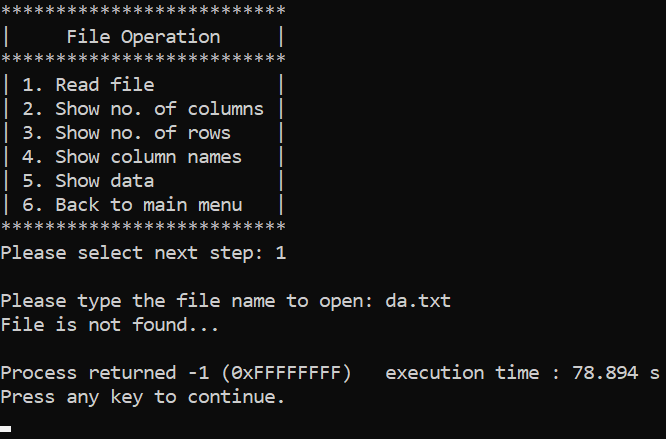 **************************
|     File Operation     |
**************************
| 1. Read file           |
| 2. Show no. of columns |
| 3. Show no. of rows    |
| 4. Show column names   |
| 5. Show data           |
| 6. Back to main menu   |
**************************
Please select next step: 1
Please type the file name to open: da.txt
File is not found...
Process returned -1 (0xFFFFFFFF)   execution time : 78.894 s
Press any key to continue.